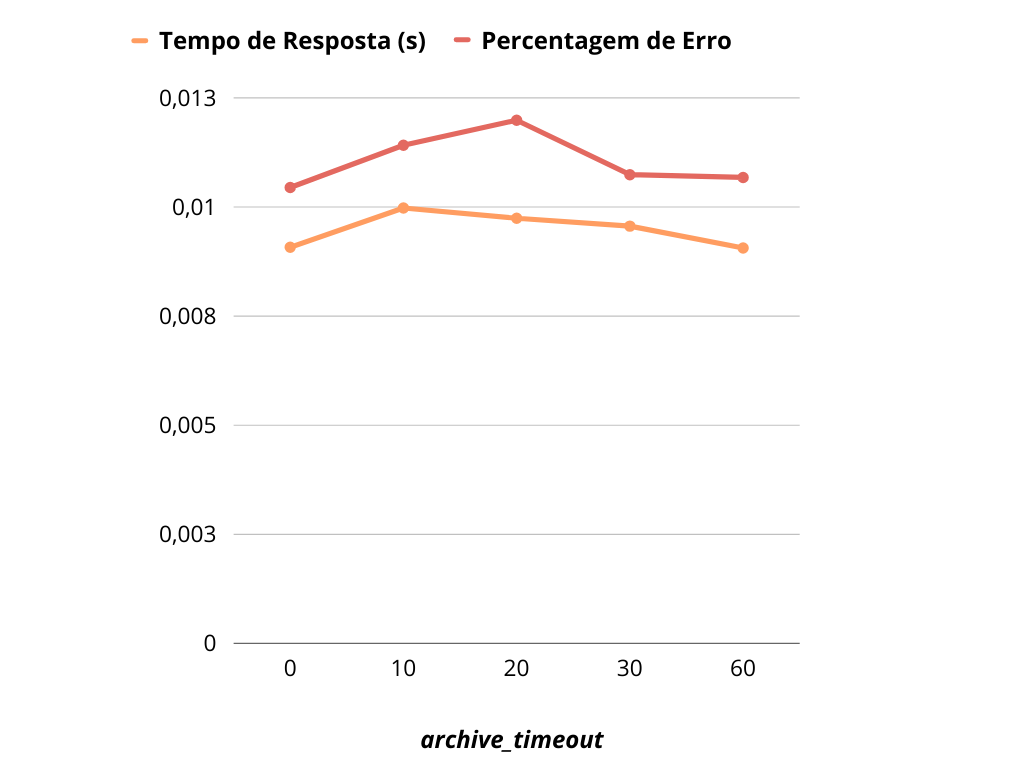 Tempo de Resposta (s) Percentagem de Erro
0,013
0,01
0,008
0,005
0,003
0
0 10 20 30 60
archive_timeout